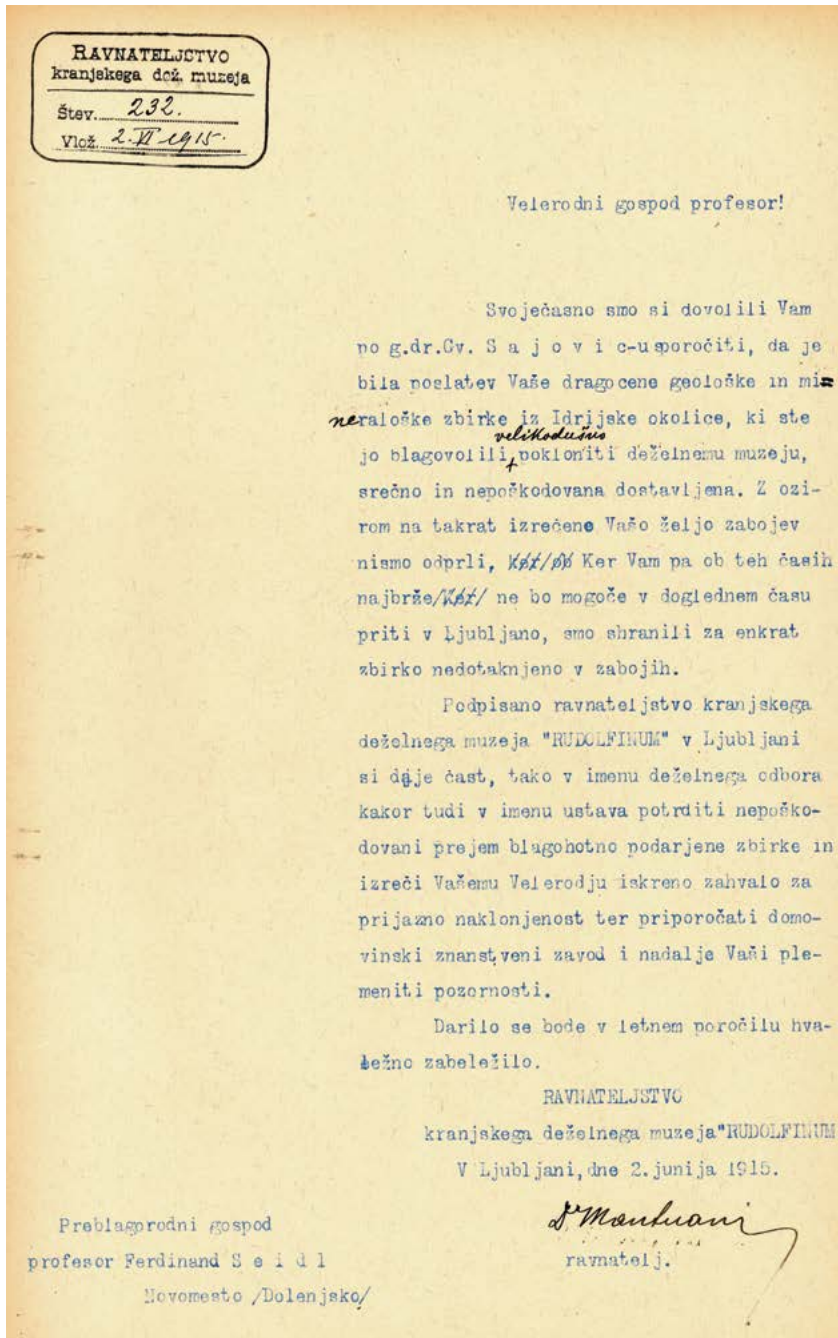 RAVNATELJSTVO
kranjskega dež. muzeja
Štev. 232.
Vlož. 2. VI 1915.
Velerodni gospod profesor!
Svoječasno smo si dovolili Vam
po g.dr.Gv. S a j o v i c-u sporočiti, da je
bila poslatev Vaše dragocene geološke in mi-
neraloške zbirke iz Idrijske okolice, ki ste
velikodušno
jo blagovolili pokloniti deželnemu muzeju,
srečno in nepoškodovana dostavljena. Z ozi-
rom na takrat izrečene Vašo željo zabojev
nismo odprli, Ker Vam pa ob teh časih
najbrže ne bo mogoče v doglednem času
priti v Ljubljano, smo shranili za enkrat
zbirko nedotaknjeno v zabojih.
Podpisano ravnateljstvo kranjskega
deželnega muzeja "RUDOLFINUM" v Ljubljani
si daje čast, tako v imenu deželnega odbora
kakor tudi v imenu ustava potrditi nepoško-
dovani prejem blagohotno podarjene zbirke in
izreči Vašemu Velerodju iskreno zahvalo za
prijazno naklonjenost ter priporočati domo-
vinski znanstveni zavod i nadalje Vaši ple-
meniti pozornosti.
Darilo se bode v letnem poročilu hva-
ležno zabeležilo.
RAVNATELJSTVO
kranjskega deželnega muzeja"RUDOLFINUM
V Ljubljani,dne 2.junija 1915.
Dr Mantuani
ravnatelj.
Preblagorodni gospod
profesor Ferdinand S e i d l
Novomesto /Dolenjsko/